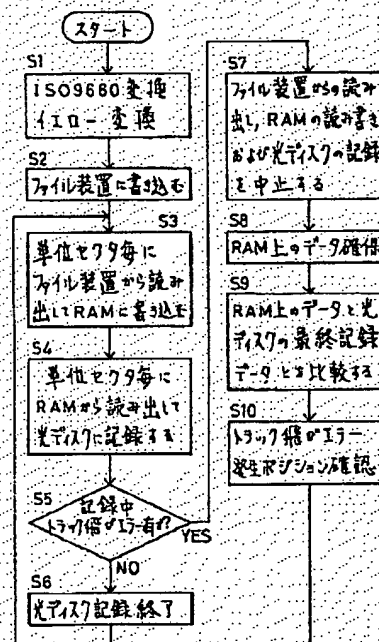 スタート
S1
ISO9660変換
イエロー変換
S2
ファイル装置に書き込む
S3
単位セクタ毎に
ファイル装置から読み
出してRAMに書き込む
S4
単位セクタ毎に
RAMから読み出して
光ディスクに記録する
S5
記録中
トラック飛びエラー有か?
YES
NO
S6
光ディスク記録終了
S7
ファイル装置からの読み
出し,RAMの読み書き
および光ディスクの記録
を中止する
S8
RAM上のデータ確保
S9
RAM上のデータと光
ディスクの最終記録
データとを比較する
S10
トラック飛びエラー
発生ポジション確認